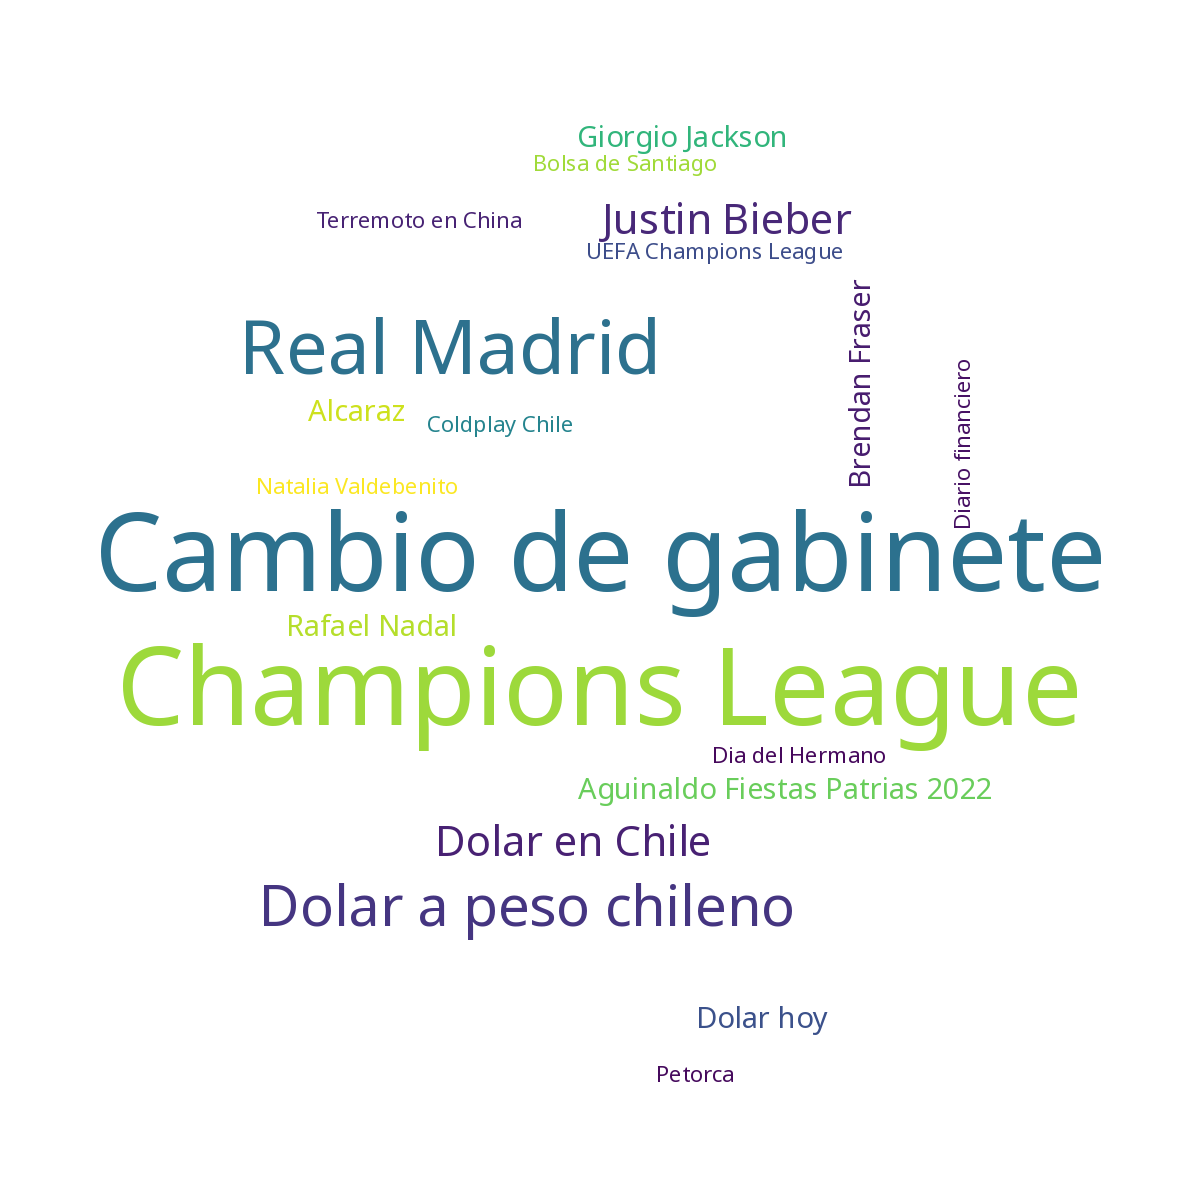 Giorgio Jackson
Bolsa de Santiago
Terremoto en China
Justin Bieber
UEFA Champions League
Brendan Fraser
Real Madrid
Diario financiero
Alcaraz
Coldplay Chile
Natalia Valdebenito
Cambio de gabinete
Rafael Nadal
Champions League
Dia del Hermano
Aguinaldo Fiestas Patrias 2022
Dolar en Chile
Dolar a peso chileno
Dolar hoy
Petorca